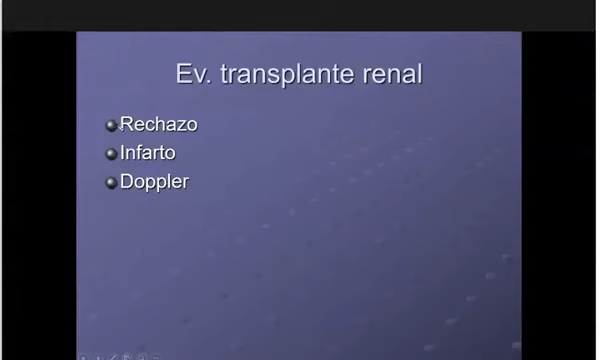 Ev. transplante renal
Rechazo
Infarto
Doppler